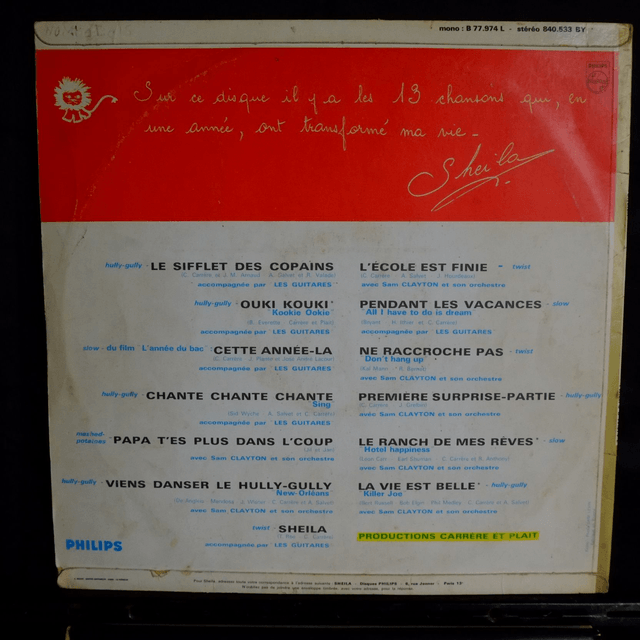 mono : B 77.974 L - stéréo 840.533 BY
PHILIPS
Sur ce disque il y a les 13 chansons qui, en
une année, ont transformé ma vie -
Sheila
hully-gully - LE SIFFLET DES COPAINS
accompagnée par LES GUITARES
hully-gully - OUKI KOUKI
Kookie Ookie
accompagnée par LES GUITARES
slow - du film L'année du bac - CETTE ANNÉE-LA
accompagnée par LES GUITARES
hully-gully - CHANTE CHANTE CHANTE
Sing
accompagnée par LES GUITARES
mashed-potatoes - PAPA T'ES PLUS DANS L'COUP
avec Sam CLAYTON et son orchestre
hully-gully - VIENS DANSER LE HULLY-GULLY
New-Orléans
avec Sam CLAYTON et son orchestre
twist - SHEILA
accompagnée par LES GUITARES
PHILIPS
L'ÉCOLE EST FINIE - twist
avec Sam CLAYTON et son orchestre
PENDANT LES VACANCES - slow
All I have to do is dream
accompagnée par LES GUITARES
NE RACCROCHE PAS - twist
Don't hang up
avec Sam CLAYTON et son orchestre
PREMIÈRE SURPRISE-PARTIE - hully-gully
avec Sam CLAYTON et son orchestre
LE RANCH DE MES RÊVES - slow
Hotel happiness
avec Sam CLAYTON et son orchestre
LA VIE EST BELLE - hully-gully
Killer Joe
avec Sam CLAYTON et son orchestre
PRODUCTIONS CARRÈRE ET PLAIT